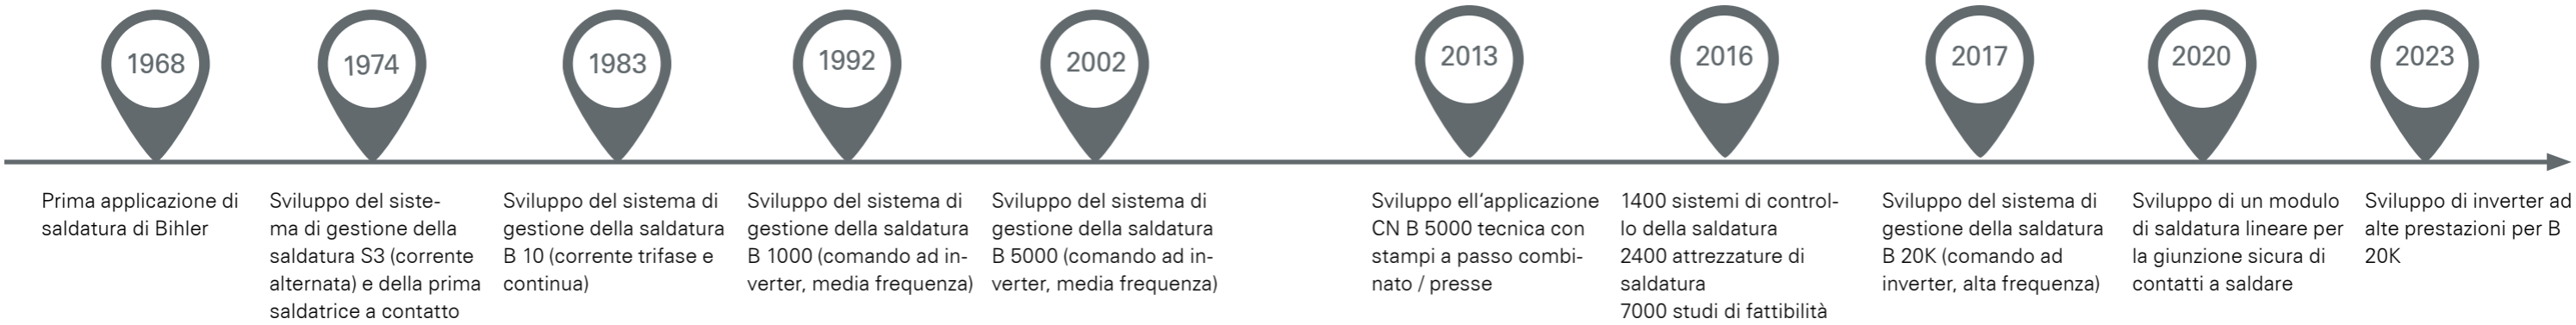 1968
Prima applicazione di
saldatura di Bihler
1974
Sviluppo del siste-
ma di gestione della
saldatura S3 (corrente
alternata) e della prima
saldatrice a contatto
1983
Sviluppo del sistema di
gestione della saldatura
B 10 (corrente trifase e
continua)
1992
Sviluppo del sistema di
gestione della saldatura
B 1000 (comando ad in-
verter, media frequenza)
2002
Sviluppo del sistema di
gestione della saldatura
B 5000 (comando ad in-
verter, media frequenza)
2013
Sviluppo ell‘applicazione
CN B 5000 tecnica con
stampi a passo combi-
nato / presse
2016
1400 sistemi di control-
lo della saldatura
2400 attrezzature di
saldatura
7000 studi di fattibilità
2017
Sviluppo del sistema di
gestione della saldatura
B 20K (comando ad
inverter, alta frequenza)
2020
Sviluppo di un modulo
di saldatura lineare per
la giunzione sicura di
contatti a saldare
2023
Sviluppo di inverter ad
alte prestazioni per B
20K